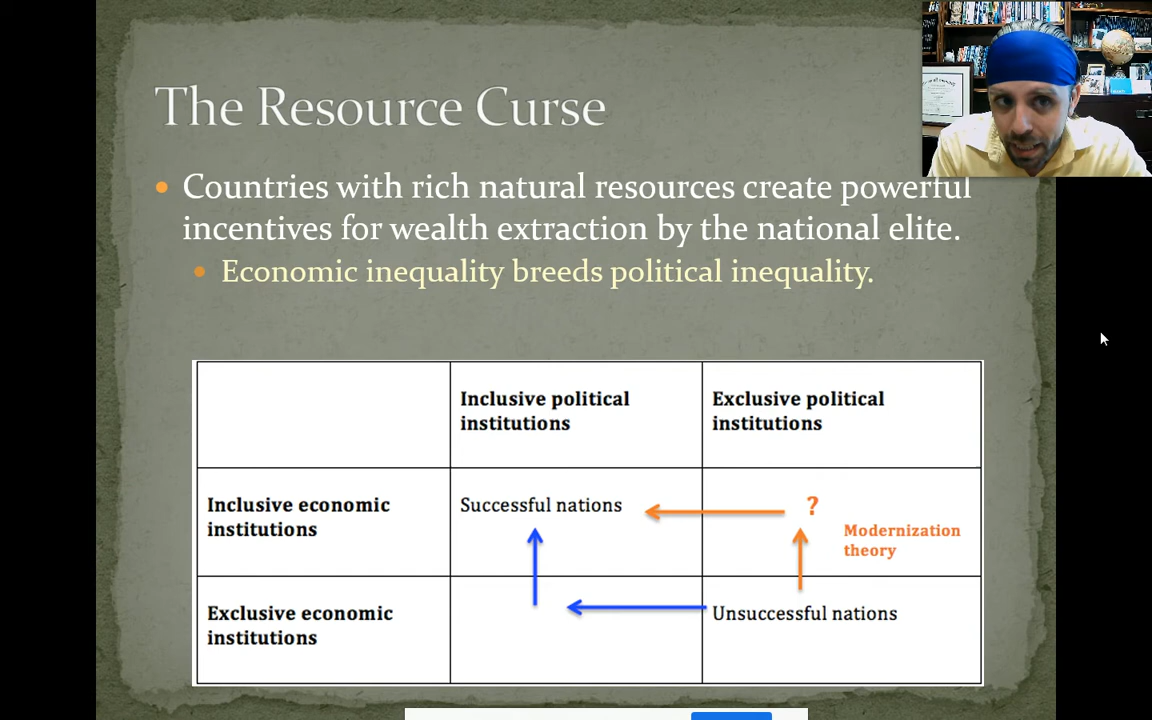 The Resource Curse
Countries with rich natural resources create powerful
incentives for wealth extraction by the national elite.
Economic inequality breeds political inequality.
Inclusive political
institutions
Exclusive political
institutions
Inclusive economic
institutions
Successful nations
?
Modernization
theory
Exclusive economic
institutions
Unsuccessful nations